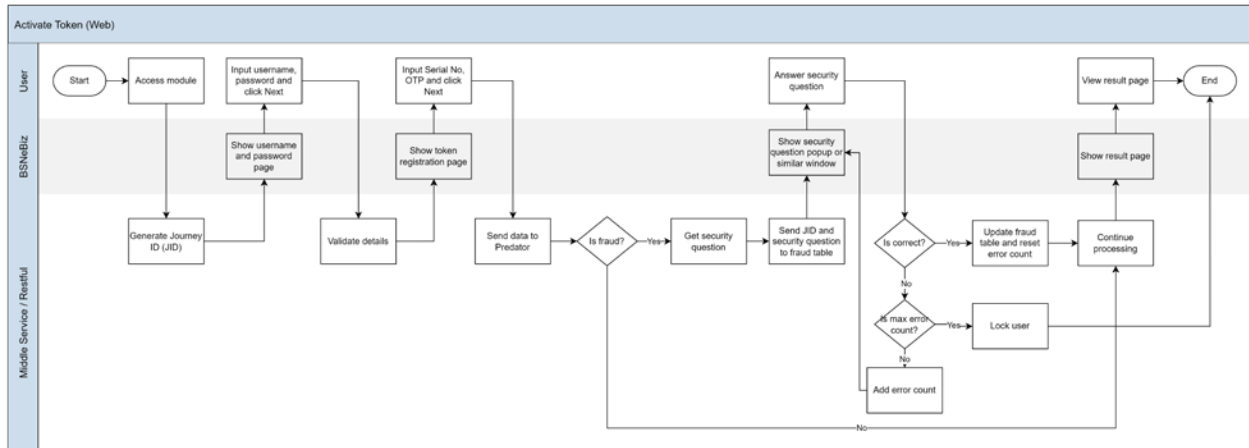 Activate Token (Web)
User
Start
Access module
Input username,
password and
click Next
Input Serial No,
OTP and click
Next
Answer security
question
View result page
End
BSNeBiz
Show username
and password
page
Show token
registration page
Show security
question popup or
similar window
Show result page
Middle Service / Restful
Generate Journey
ID (JID)
Validate details
Send data to
Predator
Is fraud?
Yes
Get security
question
Send JID and
security question
to fraud table
Is correct?
Yes
Update fraud
table and reset
error count
Continue
processing
No
Is max error
count?
Yes
Lock user
No
Add error count
No